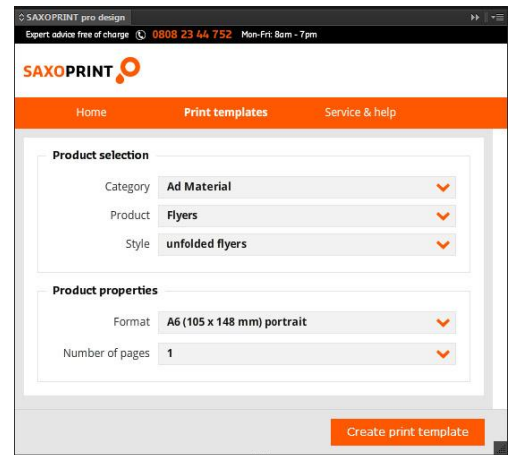 SAXOPRINT pro design
Expert advice free of charge 0808 23 44 752 Mon-Fri: 8am - 7pm
SAXOPRINT
Home Print templates Service & help
Product selection
Category Ad Material
Product Flyers
Style unfolded flyers
Product properties
Format A6 (105 x 148 mm) portrait
Number of pages 1
Create print template